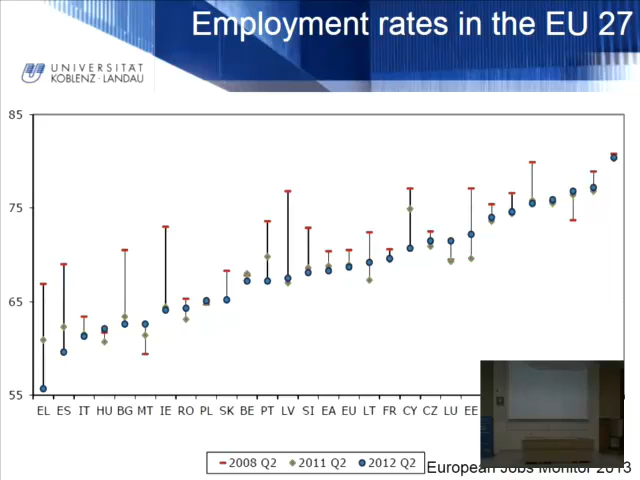 Employment rates in the EU 27
UNIVERSITÄT
KOBLENZ · LANDAU
85
75
65
55
EL ES IT HU BG MT IE RO PL SK BE PT LV SI EA EU LT FR CY CZ LU EE
2008 Q2 2011 Q2 2012 Q2
European Jobs Monitor 2013